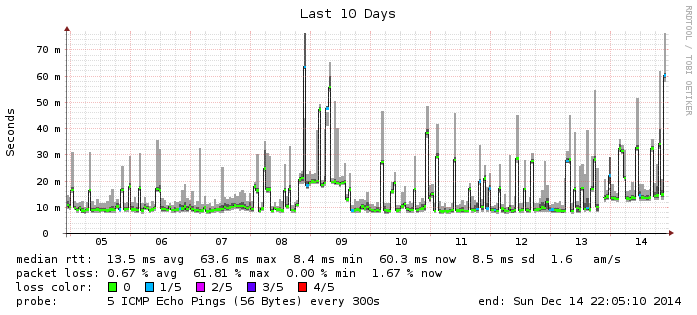 Last 10 Days
RRDTOOL / TOBI OETIKER
Seconds
70 m
60 m
50 m
40 m
30 m
20 m
10 m
0
05 06 07 08 09 10 11 12 13 14
median rtt: 13.5 ms avg 63.6 ms max 8.4 ms min 60.3 ms now 8.5 ms sd 1.6 am/s
packet loss: 0.67 % avg 61.81 % max 0.00 % min 1.67 % now
loss color: 0 1/5 2/5 3/5 4/5
probe: 5 ICMP Echo Pings (56 Bytes) every 300s end: Sun Dec 14 22:05:10 2014